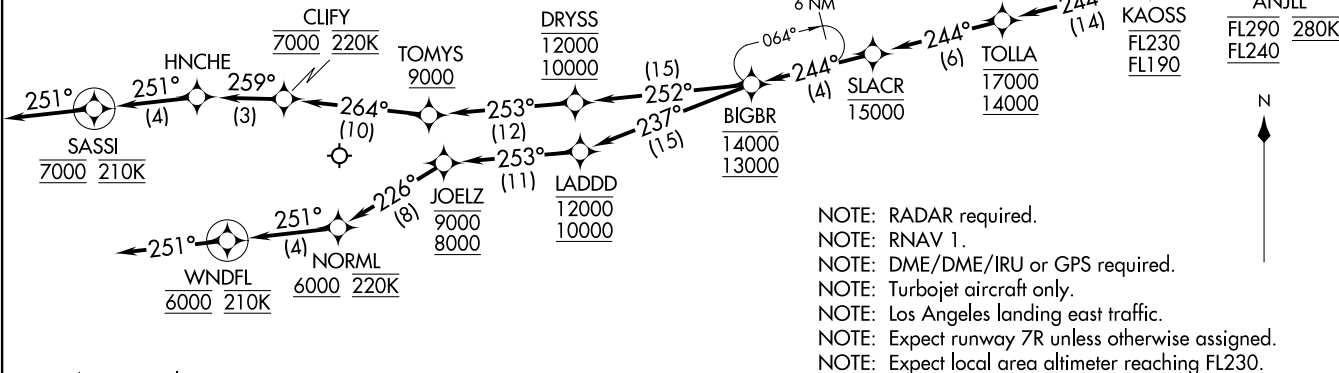 6 NM
244°
(14)
ANJLL
FL290 280K
FL240
KAOSS
FL230
FL190
CLIFY
7000 220K
DRYSS
12000
10000
TOMYS
9000
HNCHE
064°
244°
(6)
TOLLA
17000
14000
244°
(4)
SLACR
15000
(15)
252°
BIGBR
14000
13000
237°
(15)
253°
(12)
264°
(10)
259°
(3)
251°
(4)
251°
SASSI
7000 210K
253°
(11)
LADDD
12000
10000
JOELZ
9000
8000
226°
(8)
251°
(4)
NORML
6000 220K
251°
WNDFL
6000 210K
N
NOTE: RADAR required.
NOTE: RNAV 1.
NOTE: DME/DME/IRU or GPS required.
NOTE: Turbojet aircraft only.
NOTE: Los Angeles landing east traffic.
NOTE: Expect runway 7R unless otherwise assigned.
NOTE: Expect local area altimeter reaching FL230.